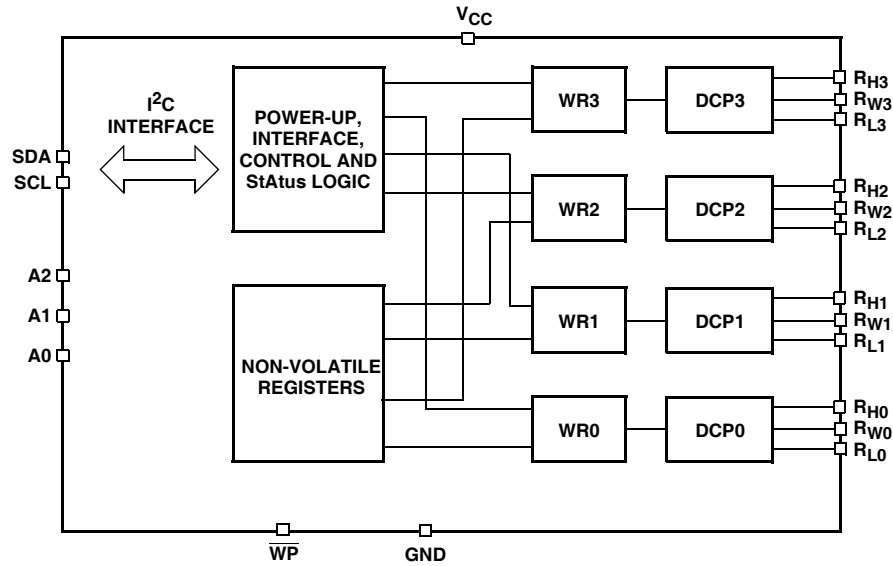 VCC
I2C
INTERFACE
SDA
SCL
A2
A1
A0
POWER-UP,
INTERFACE,
CONTROL AND
StAtus LOGIC
NON-VOLATILE
REGISTERS
WR3
DCP3
RH3
RW3
RL3
WR2
DCP2
RH2
RW2
RL2
WR1
DCP1
RH1
RW1
RL1
WR0
DCP0
RH0
RW0
RL0
WP
GND